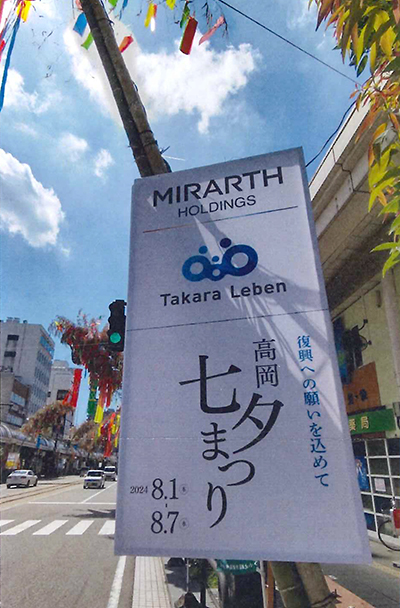 MIRARTH
HOLDINGS
Takara Leben
復興への願いを込めて
高岡
七夕まつり
2024 8.1
8.7